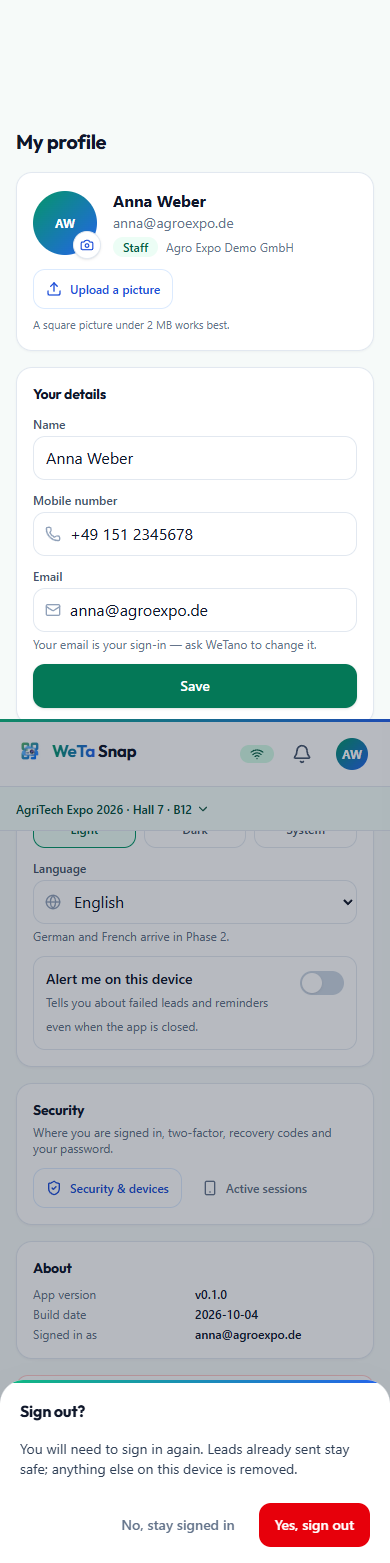 My profile
AW
Anna Weber
anna@agroexpo.de
Staff Agro Expo Demo GmbH
Upload a picture
A square picture under 2 MB works best.
Your details
Name
Anna Weber
Mobile number
+49 151 2345678
Email
anna@agroexpo.de
Your email is your sign-in — ask WeTano to change it.
Save
WeTa Snap
AW
AgriTech Expo 2026 · Hall 7 · B12
Light Dark System
Language
English
German and French arrive in Phase 2.
Alert me on this device
Tells you about failed leads and reminders
even when the app is closed.
Security
Where you are signed in, two-factor, recovery codes and
your password.
Security & devices Active sessions
About
App version v0.1.0
Build date 2026-10-04
Signed in as anna@agroexpo.de
Sign out?
You will need to sign in again. Leads already sent stay
safe; anything else on this device is removed.
No, stay signed in Yes, sign out